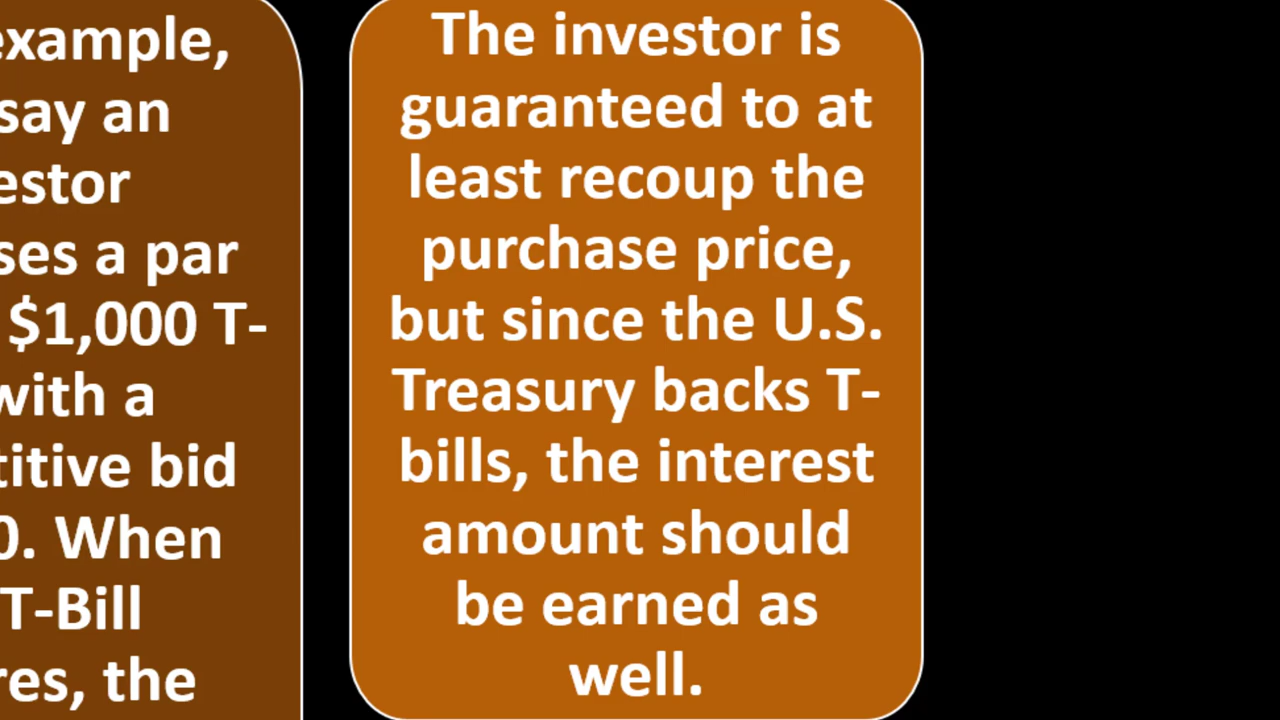 example,
say an
estor
ses a par
$1,000 T-
with a
titive bid
0. When
T-Bill
res, the
The investor is
guaranteed to at
least recoup the
purchase price,
but since the U.S.
Treasury backs T-
bills, the interest
amount should
be earned as
well.